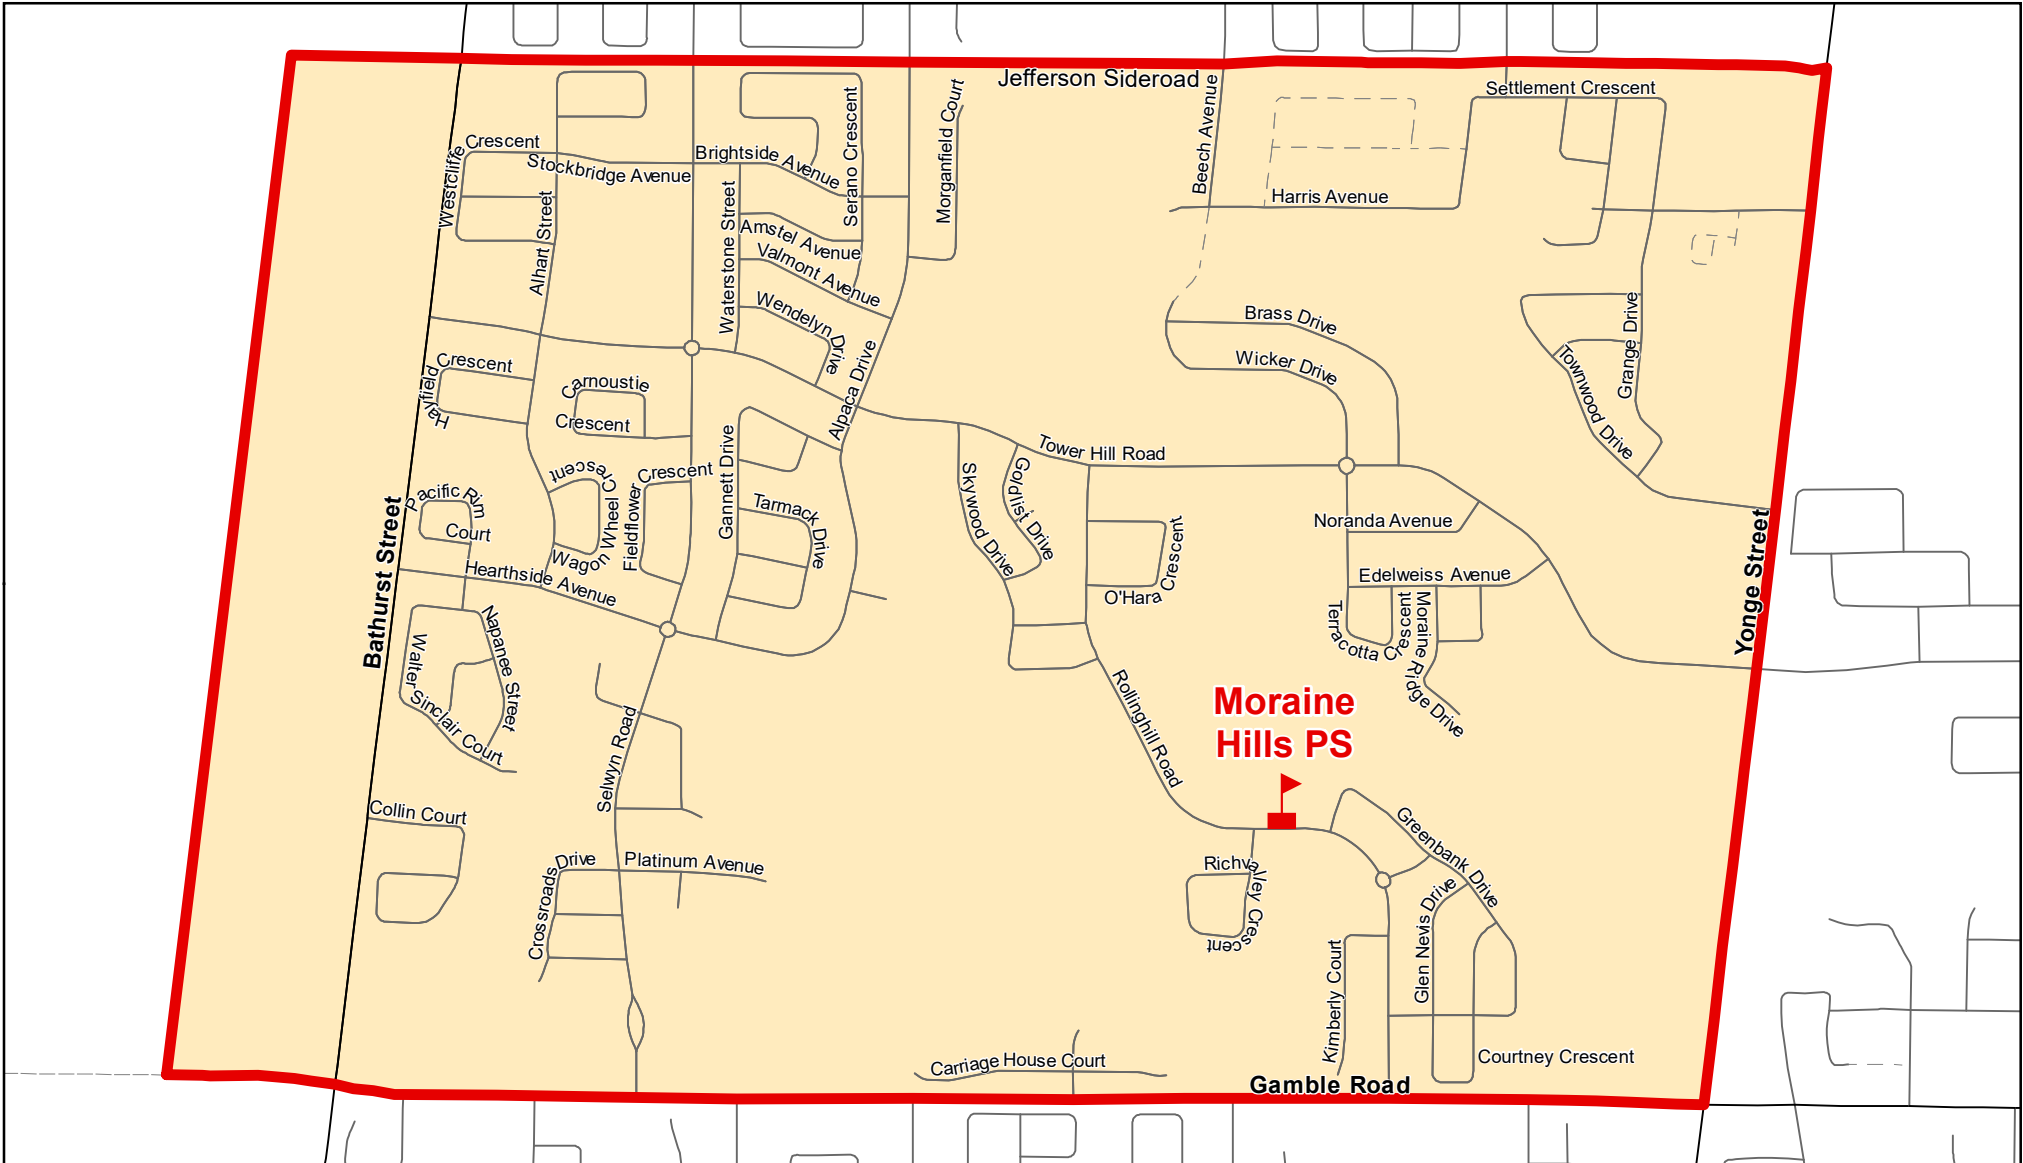 Jefferson Sideroad
Settlement Crescent
Westcliffe Crescent
Stockbridge Avenue
Brightside Avenue
Serano Crescent
Morganfield Court
Beech Avenue
Harris Avenue
Alhart Street
Waterstone Street
Amstel Avenue
Valmont Avenue
Wendelyn Drive
Alpaca Drive
Brass Drive
Wicker Drive
Grange Drive
Townwood Drive
Hayfield Crescent
Carnoustie
Crescent
Tower Hill Road
Gannett Drive
Skywood Drive
Goldfist Drive
Pacific Rim
Court
Wagon Wheel Crescent
Fieldflower Crescent
Tarmack Drive
O'Hara Crescent
Noranda Avenue
Edelweiss Avenue
Terracotta Crescent
Moraine Ridge Drive
Bathurst Street
Yonge Street
Hearthside Avenue
Napanee Street
Walter Sinclair Court
Selwyn Road
Rollinghill Road
Moraine
Hills PS
Collin Court
Crossroads Drive
Platinum Avenue
Richvalley Crescent
Greenbank Drive
Glen Nevis Drive
Kimberly Court
Carriage House Court
Courtney Crescent
Gamble Road